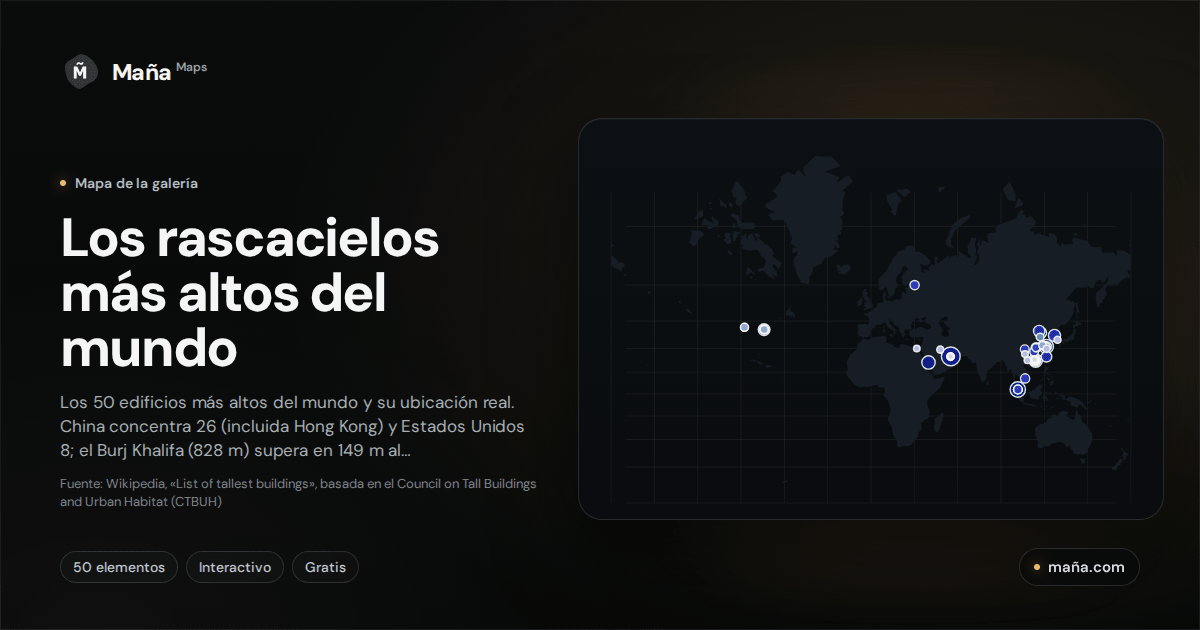 M̃
Maña Maps
Mapa de la galería
Los rascacielos
más altos del
mundo
Los 50 edificios más altos del mundo y su ubicación real.
China concentra 26 (incluida Hong Kong) y Estados Unidos
8; el Burj Khalifa (828 m) supera en 149 m al…
Fuente: Wikipedia, «List of tallest buildings», basada en el Council on Tall Buildings
and Urban Habitat (CTBUH)
50 elementos
Interactivo
Gratis
maña.com